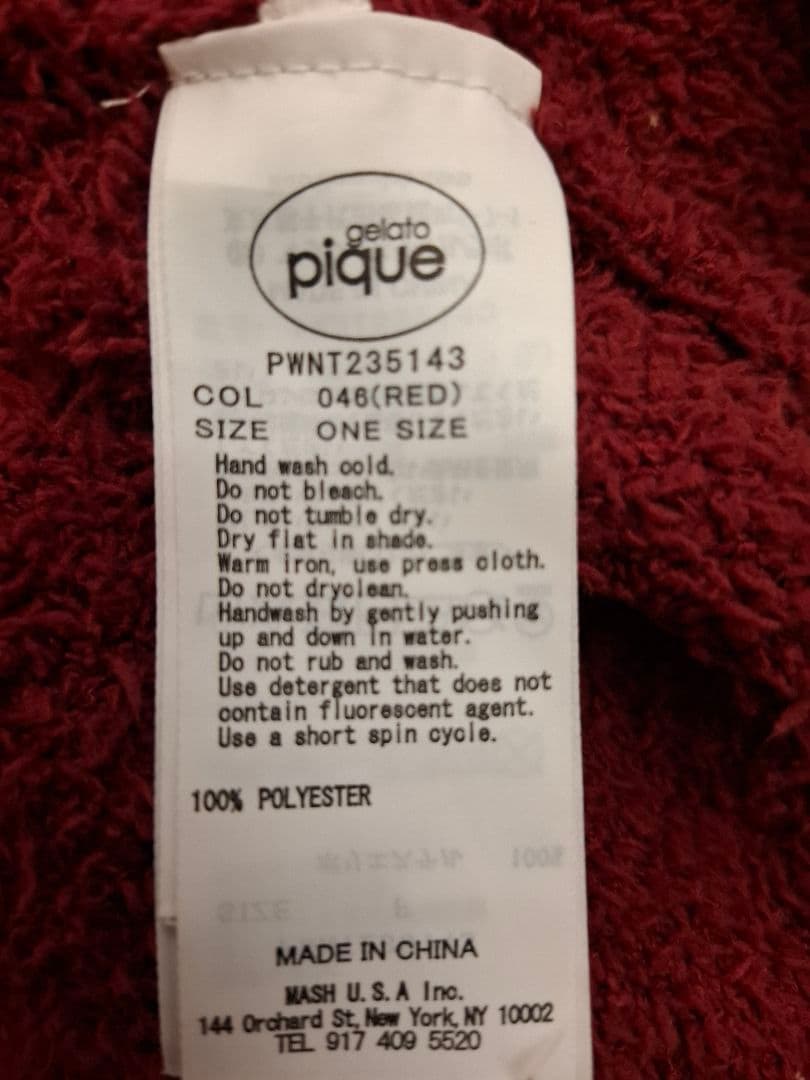 gelato
pique
PWNT235143
COL 046(RED)
SIZE ONE SIZE
Hand wash cold.
Do not bleach.
Do not tumble dry.
Dry flat in shade.
Warm iron, use press cloth.
Do not dryclean.
Handwash by gently pushing
up and down in water.
Do not rub and wash.
Use detergent that does not
contain fluorescent agent.
Use a short spin cycle.
100% POLYESTER
MADE IN CHINA
MASH U.S.A Inc.
144 Orchard St, New York, NY 10002
TEL 917 409 5520